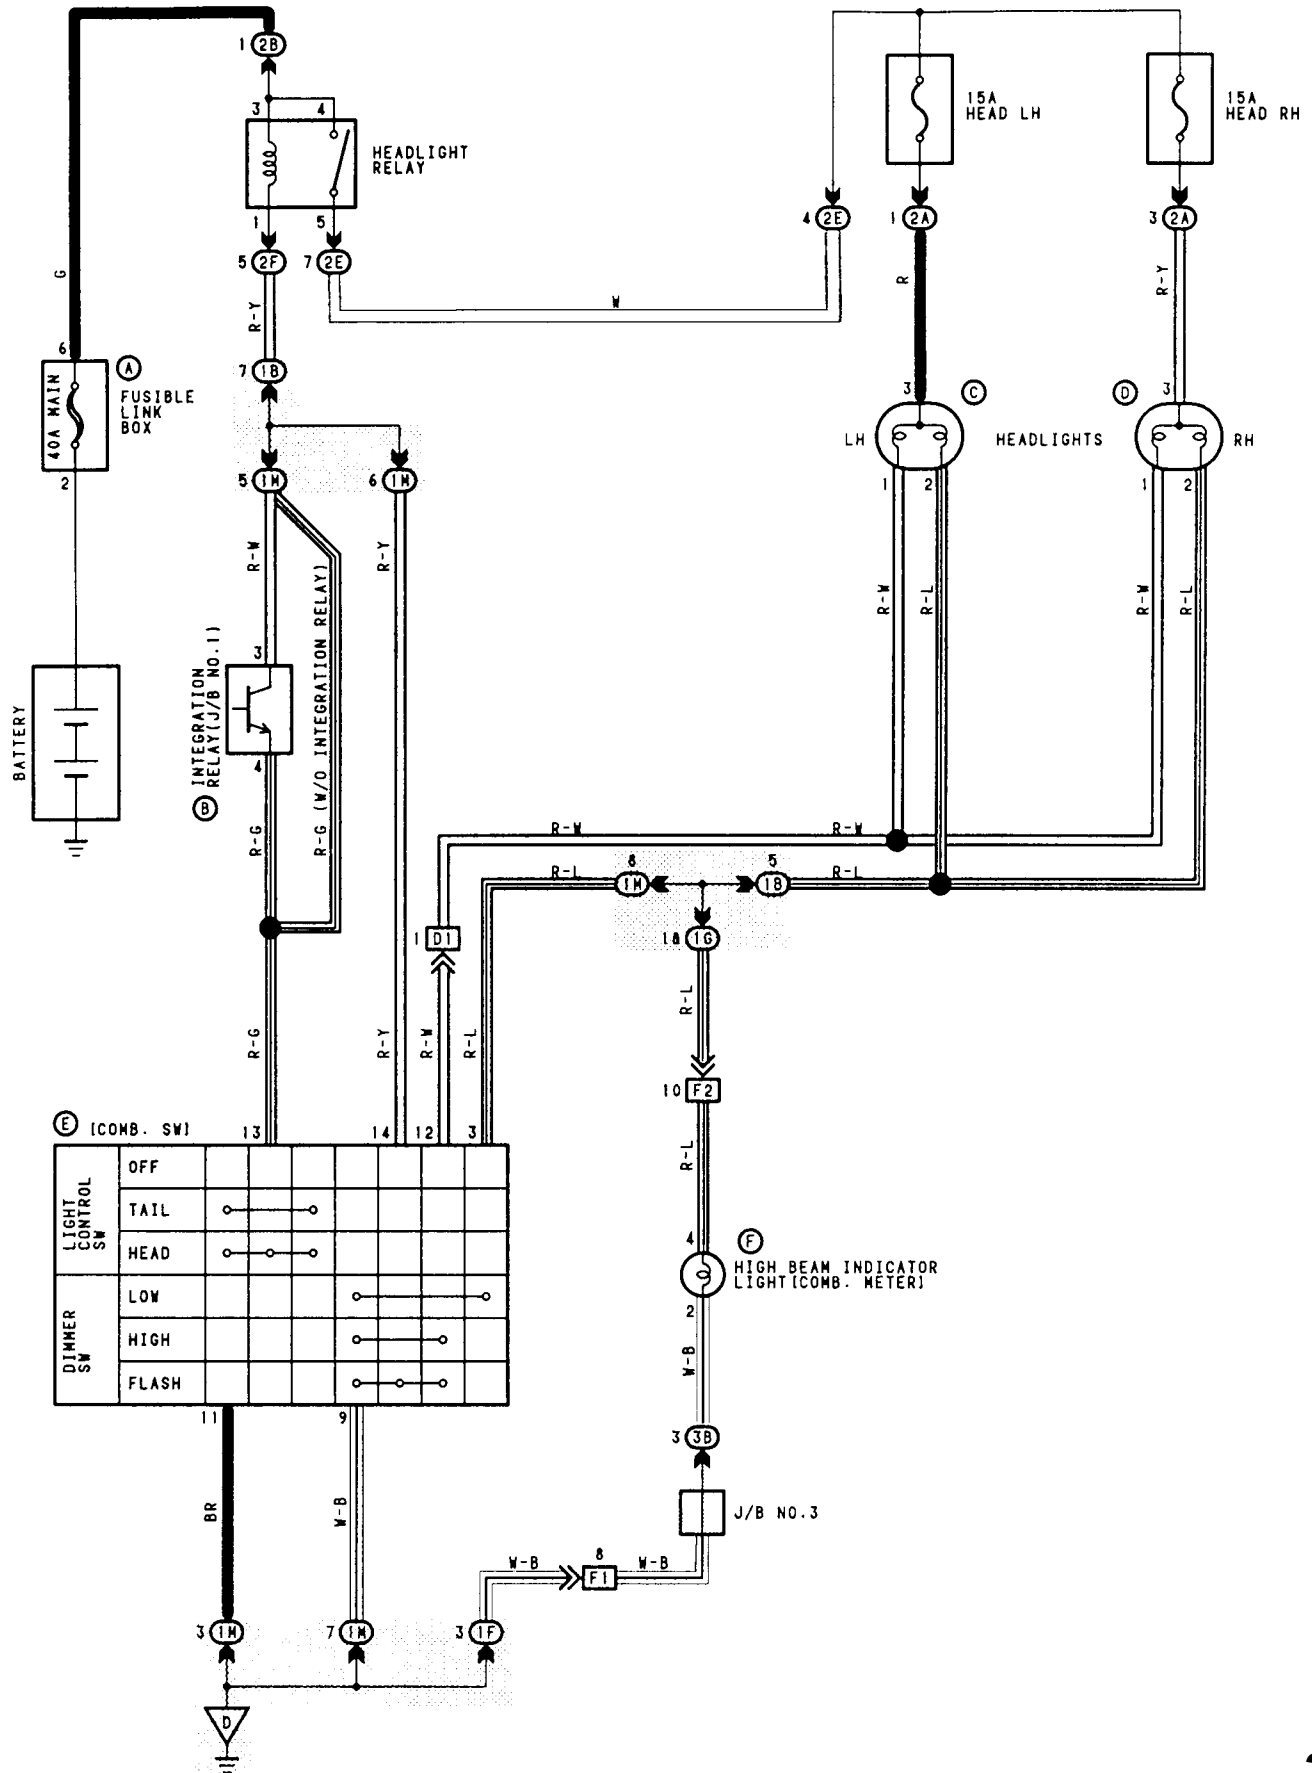 1 2B
3 4
HEADLIGHT
RELAY
1 5
5 2F 7 2E
G
R-Y
W
7 1B
6
A
40A MAIN
FUSIBLE
LINK
BOX
2
5 1M 6 1M
R-W
R-Y
BATTERY
3
B
INTEGRATION
RELAY(J/B NO.1)
4
R-G
R-G (W/O INTEGRATION RELAY)
15A
HEAD LH
15A
HEAD RH
4 2E
1 2A
3 2A
R
R-Y
3
C
D
3
LH
HEADLIGHTS
RH
1 2
1 2
R-W
R-L
R-W
R-L
R-W
R-W
R-L
8
1M
5
1B
R-L
1 D1
18 1G
R-G
R-Y
R-W
R-L
R-L
10 F2
R-L
E [COMB. SW]
13 14 12 3
LIGHT
CONTROL
SW
OFF
TAIL
HEAD
DIMMER
SW
LOW
HIGH
FLASH
4
F
HIGH BEAM INDICATOR
LIGHT[COMB. METER]
2
W-B
11 9
BR
W-B
3 3B
J/B NO.3
W-B
8
F1
W-B
3 1M
7 1M
3 1F
D